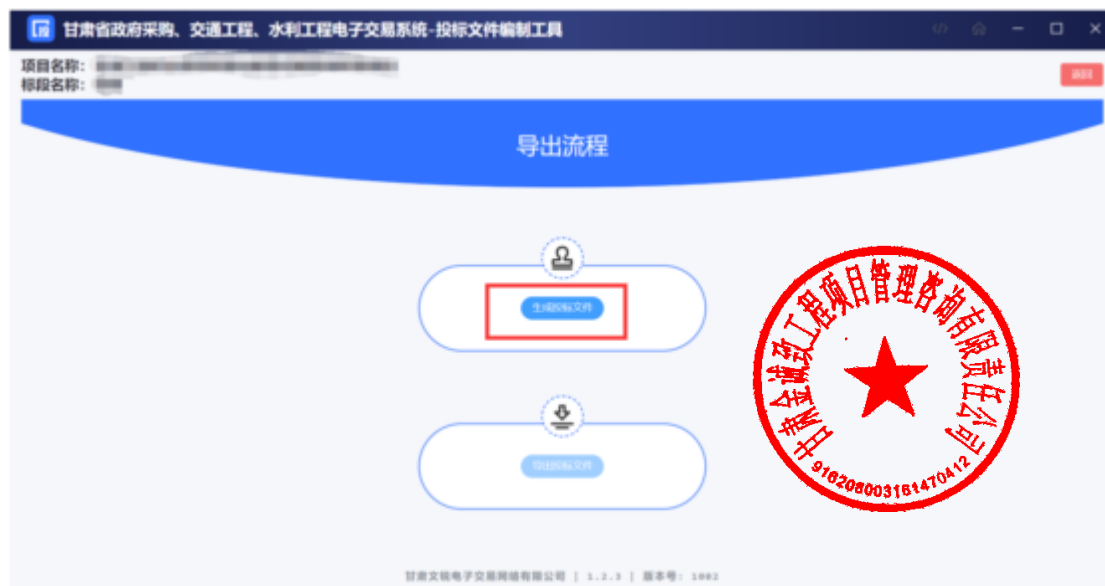 投
甘肃省政府采购、交通工程、水利工程电子交易系统-投标文件编制工具
项目名称：
标段名称：
返回
导出流程
生成投标文件
导出投标文件
甘肃金诚致工程项目管理咨询有限责任公司
916208003161470412
甘肃文锐电子交易网络有限公司 | 1.2.3 | 版本号: 1002